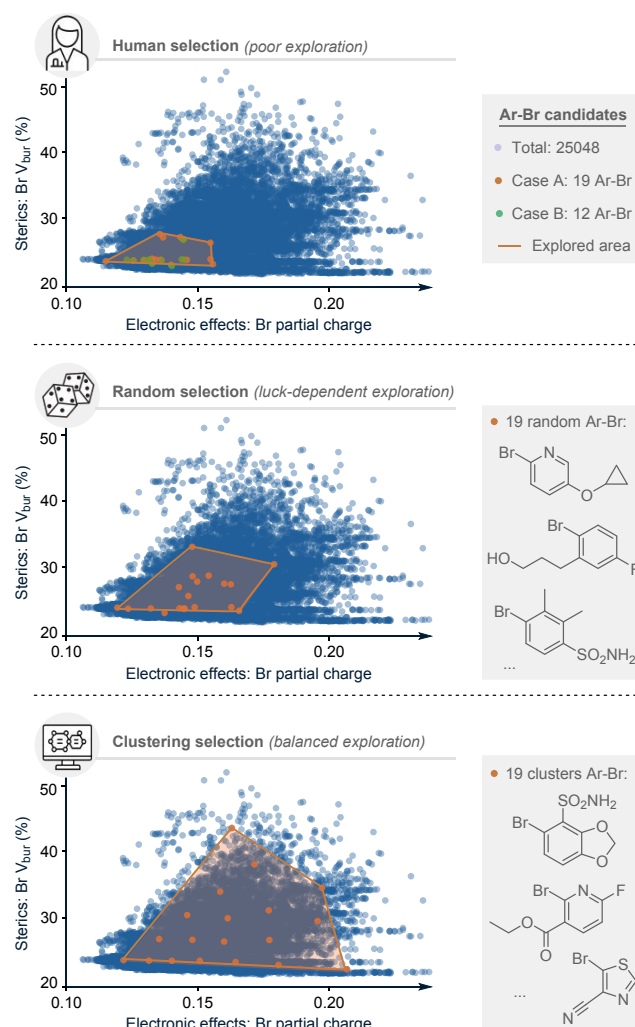 Human selection (poor exploration)
50
40
30
20
0.10
0.15
0.20
Sterics: Br Vbur (%)
Electronic effects: Br partial charge
Ar-Br candidates
Total: 25048
Case A: 19 Ar-Br
Case B: 12 Ar-Br
Explored area
Random selection (luck-dependent exploration)
50
40
30
20
0.10
0.15
0.20
Sterics: Br Vbur (%)
Electronic effects: Br partial charge
19 random Ar-Br:
Br
N
O
Br
HO
F
Br
SO2NH2
...
Clustering selection (balanced exploration)
50
40
30
20
0.10
0.15
0.20
Sterics: Br Vbur (%)
Electronic effects: Br partial charge
19 clusters Ar-Br:
SO2NH2
Br
O
O
Br
N
F
O
O
Br
S
N
N
...